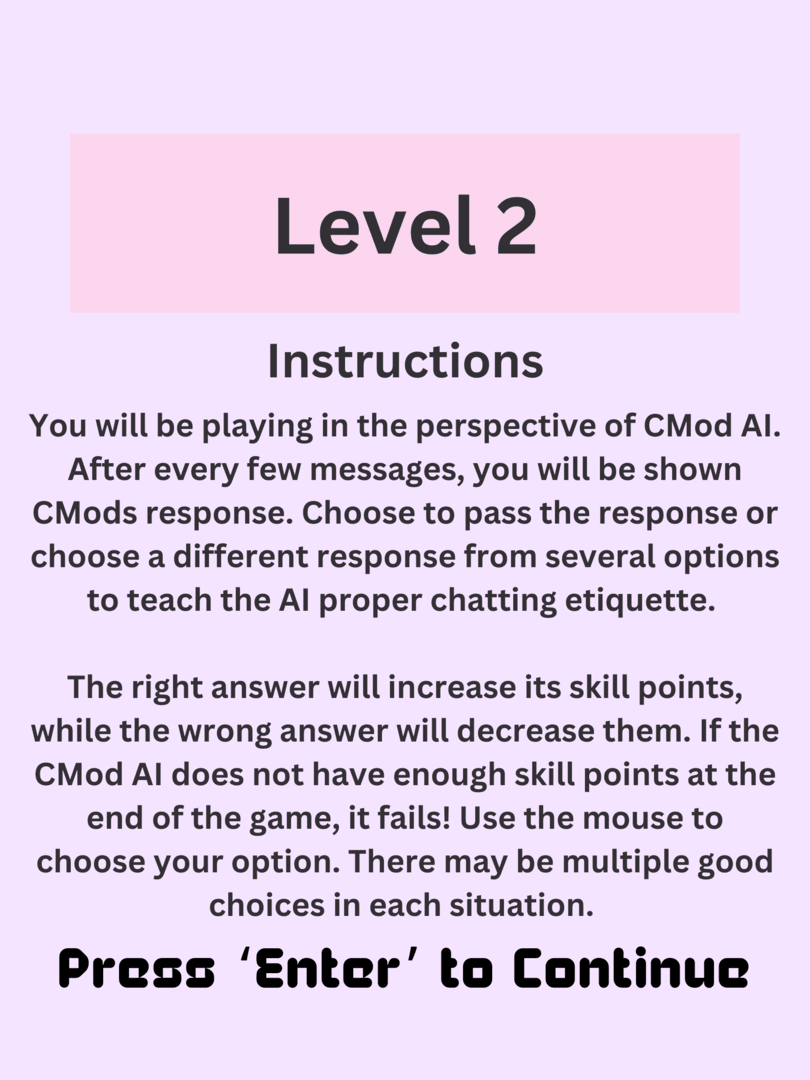 Level 2
Instructions
You will be playing in the perspective of CMod AI.
After every few messages, you will be shown
CMods response. Choose to pass the response or
choose a different response from several options
to teach the AI proper chatting etiquette.
The right answer will increase its skill points,
while the wrong answer will decrease them. If the
CMod AI does not have enough skill points at the
end of the game, it fails! Use the mouse to
choose your option. There may be multiple good
choices in each situation.
Press ‘Enter’ to Continue